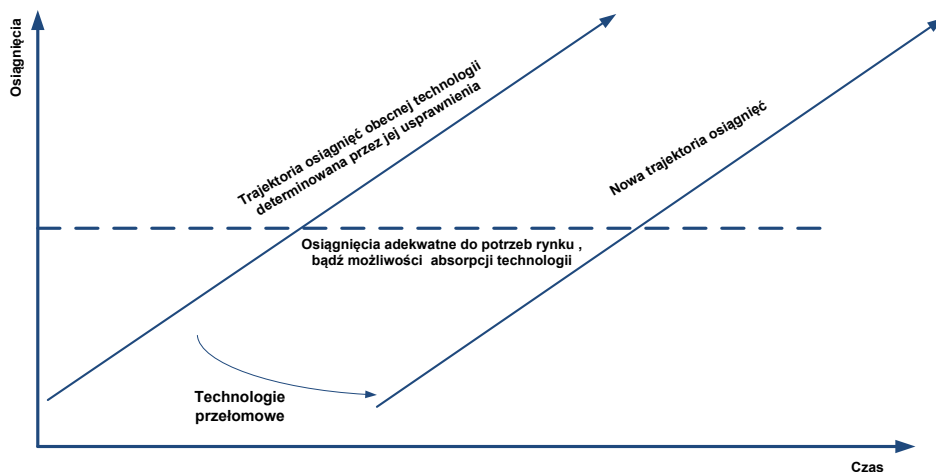 Osiągnięcia
Trajektoria osiągnięć obecnej technologii
determinowana przez jej usprawnienia
Nowa trajektoria osiągnięć
Osiągnięcia adekwatne do potrzeb rynku ,
bądź możliwości absorpcji technologii
Technologie
przełomowe
Czas